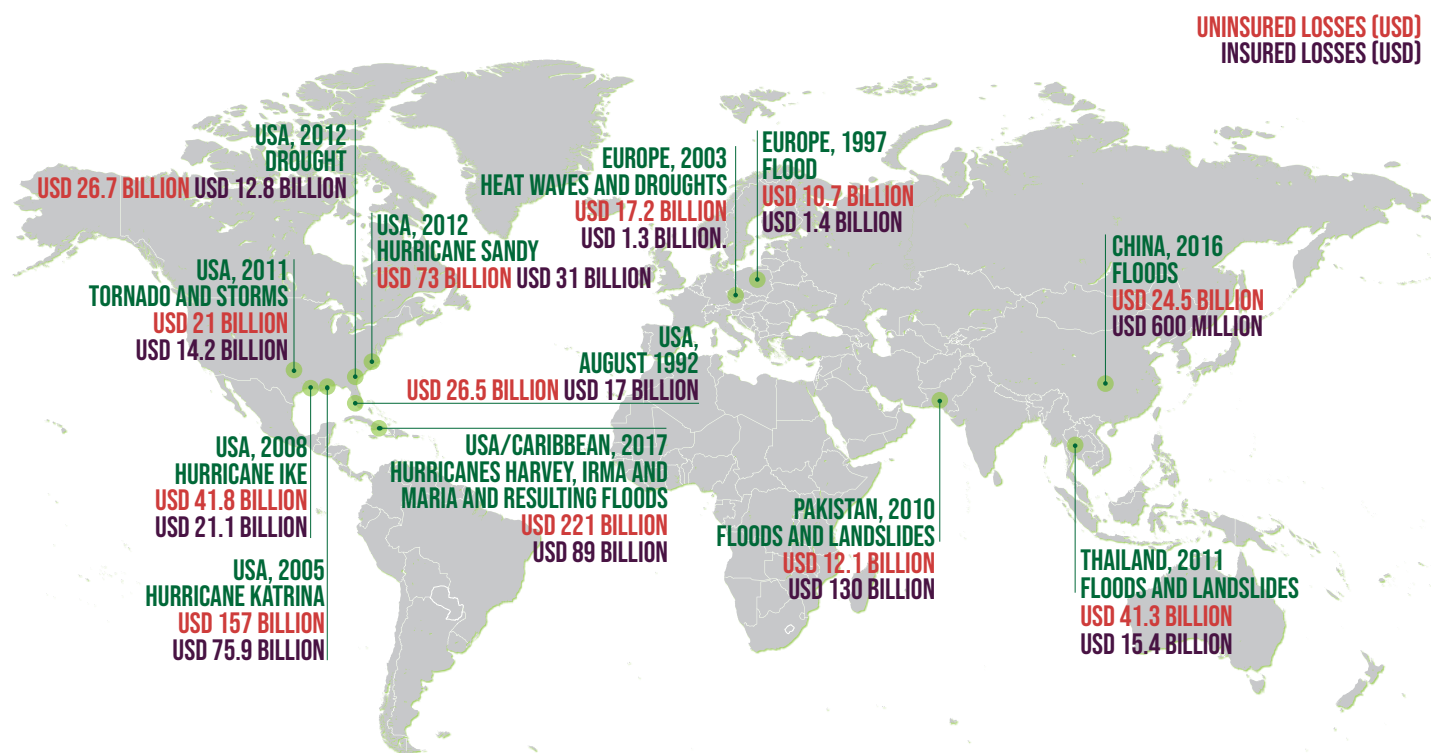 UNINSURED LOSSES (USD)
INSURED LOSSES (USD)
USA, 2012
DROUGHT
USD 26.7 BILLION USD 12.8 BILLION
USA, 2012
HURRICANE SANDY
USD 73 BILLION USD 31 BILLION
USA, 2011
TORNADO AND STORMS
USD 21 BILLION
USD 14.2 BILLION
EUROPE, 2003
HEAT WAVES AND DROUGHTS
USD 17.2 BILLION
USD 1.3 BILLION.
EUROPE, 1997
FLOOD
USD 10.7 BILLION
USD 1.4 BILLION
CHINA, 2016
FLOODS
USD 24.5 BILLION
USD 600 MILLION
USA,
AUGUST 1992
USD 26.5 BILLION USD 17 BILLION
USA, 2008
HURRICANE IKE
USD 41.8 BILLION
USD 21.1 BILLION
USA/CARIBBEAN, 2017
HURRICANES HARVEY, IRMA AND
MARIA AND RESULTING FLOODS
USD 221 BILLION
USD 89 BILLION
USA, 2005
HURRICANE KATRINA
USD 157 BILLION
USD 75.9 BILLION
PAKISTAN, 2010
FLOODS AND LANDSLIDES
USD 12.1 BILLION
USD 130 BILLION
THAILAND, 2011
FLOODS AND LANDSLIDES
USD 41.3 BILLION
USD 15.4 BILLION